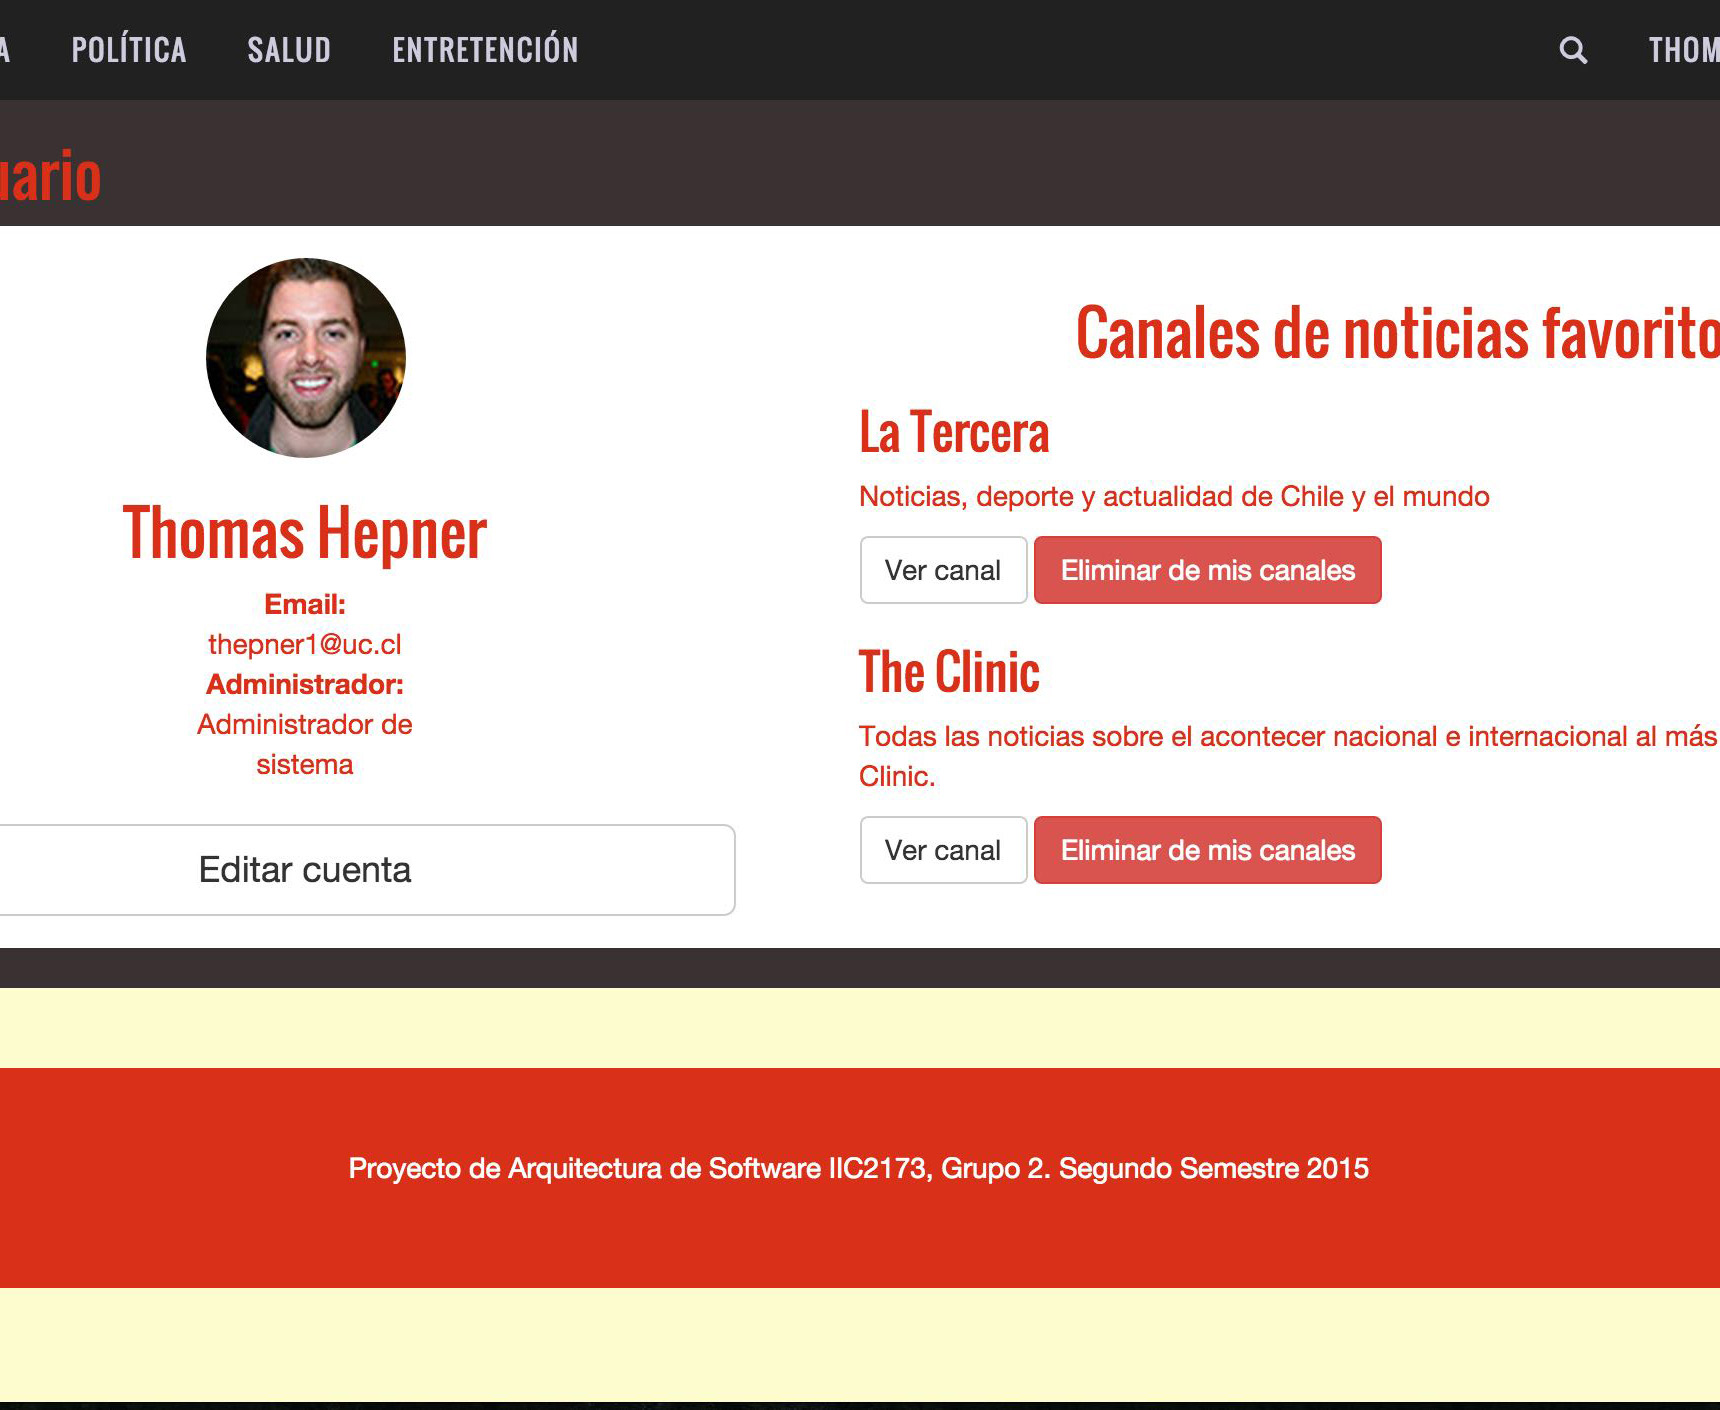 A POLÍTICA SALUD ENTRETENCIÓN THOM
uario
Thomas Hepner
Email:
thepner1@uc.cl
Administrador:
Administrador de
sistema
Editar cuenta
Canales de noticias favorito
La Tercera
Noticias, deporte y actualidad de Chile y el mundo
Ver canal Eliminar de mis canales
The Clinic
Todas las noticias sobre el acontecer nacional e internacional al más
Clinic.
Ver canal Eliminar de mis canales
Proyecto de Arquitectura de Software IIC2173, Grupo 2. Segundo Semestre 2015